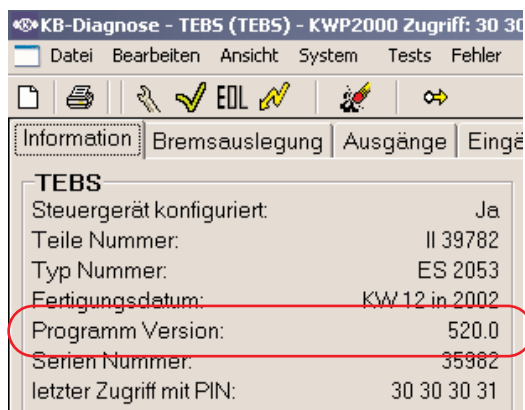 KB-Diagnose - TEBS (TEBS) - KWP2000 Zugriff: 30 30
Datei Bearbeiten Ansicht System Tests Fehler
EOL
Information Bremsauslegung Ausgänge Eingä
TEBS
Steuergerät konfiguriert: Ja
Teile Nummer: II 39782
Typ Nummer: ES 2053
Fertigungsdatum: KW 12 in 2002
Programm Version: 520.0
Serien Nummer: 35982
letzter Zugriff mit PIN: 30 30 30 31